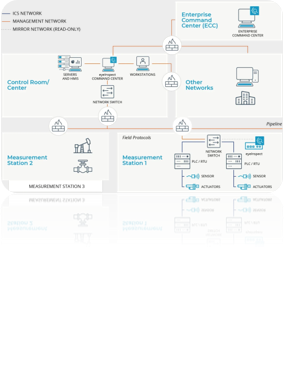 ICS NETWORK
MANAGEMENT NETWORK
MIRROR NETWORK (READ-ONLY)
Enterprise
Command
Center (ECC)
ENTERPRISE
COMMAND CENTER
SERVERS
AND HMIS
eyeInspect
COMMAND CENTER
WORKSTATIONS
Control Room/
Center
NETWORK SWITCH
Other
Networks
Pipeline
Field Protocols
NETWORK
SWITCH
eyeInspect
Measurement
Station 2
Measurement
Station 1
PLC / RTU
PLC / RTU
SENSOR
SENSOR
ACTUATORS
ACTUATORS
MEASUREMENT STATION 3